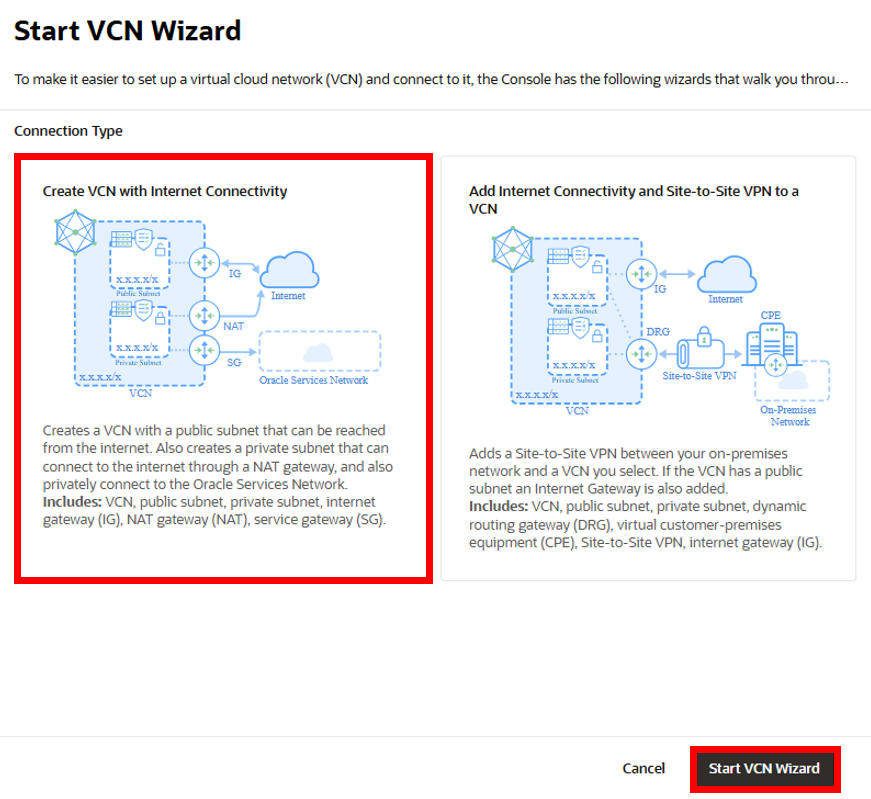 Start VCN Wizard
To make it easier to set up a virtual cloud network (VCN) and connect to it, the Console has the following wizards that walk you throu...
Connection Type
Create VCN with Internet Connectivity
x.x.x.x/x
Public Subnet
IG
Internet
x.x.x.x/x
Private Subnet
NAT
SG
x.x.x.x/x
VCN
Oracle Services Network
Creates a VCN with a public subnet that can be reached
from the internet. Also creates a private subnet that can
connect to the internet through a NAT gateway, and also
privately connect to the Oracle Services Network.
Includes: VCN, public subnet, private subnet, internet
gateway (IG), NAT gateway (NAT), service gateway (SG).
Add Internet Connectivity and Site-to-Site VPN to a
VCN
x.x.x.x/x
Public Subnet
IG
Internet
DRG
CPE
x.x.x.x/x
Private Subnet
Site-to-Site VPN
x.x.x.x/x
VCN
On-Premises
Network
Adds a Site-to-Site VPN between your on-premises
network and a VCN you select. If the VCN has a public
subnet an Internet Gateway is also added.
Includes: VCN, public subnet, private subnet, dynamic
routing gateway (DRG), virtual customer-premises
equipment (CPE), Site-to-Site VPN, internet gateway (IG).
Cancel
Start VCN Wizard